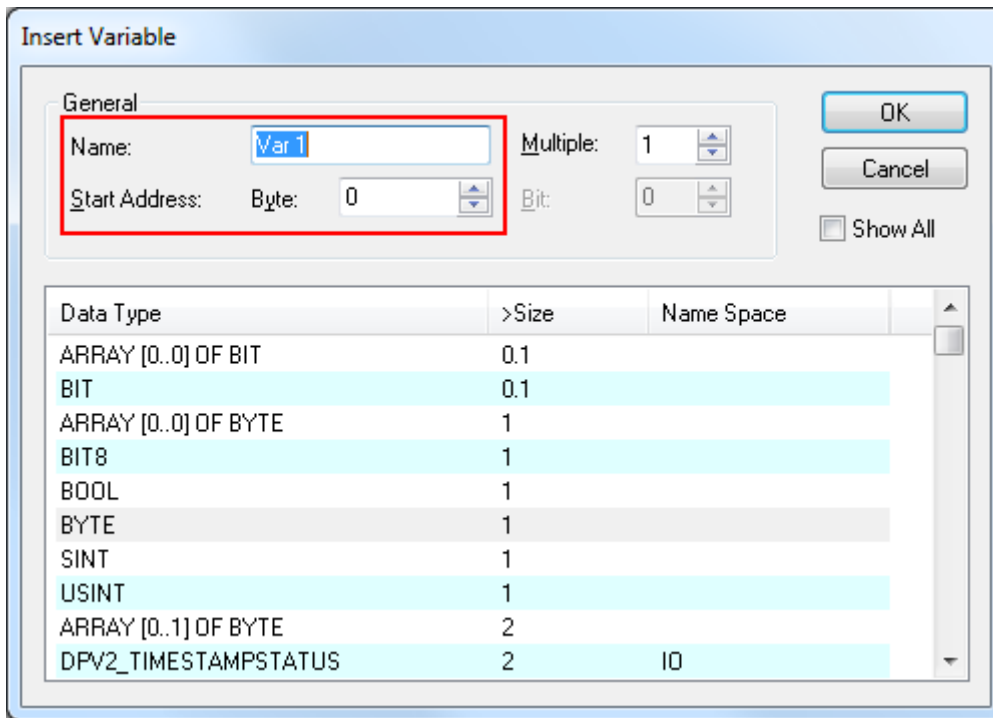 Insert Variable
General
Name: Var 1 Multiple: 1
Start Address: Byte: 0 Bit: 0
OK
Cancel
Show All
Data Type >Size Name Space
ARRAY [0..0] OF BIT 0.1
BIT 0.1
ARRAY [0..0] OF BYTE 1
BIT8 1
BOOL 1
BYTE 1
SINT 1
USINT 1
ARRAY [0..1] OF BYTE 2
DPV2_TIMESTAMPSTATUS 2 IO